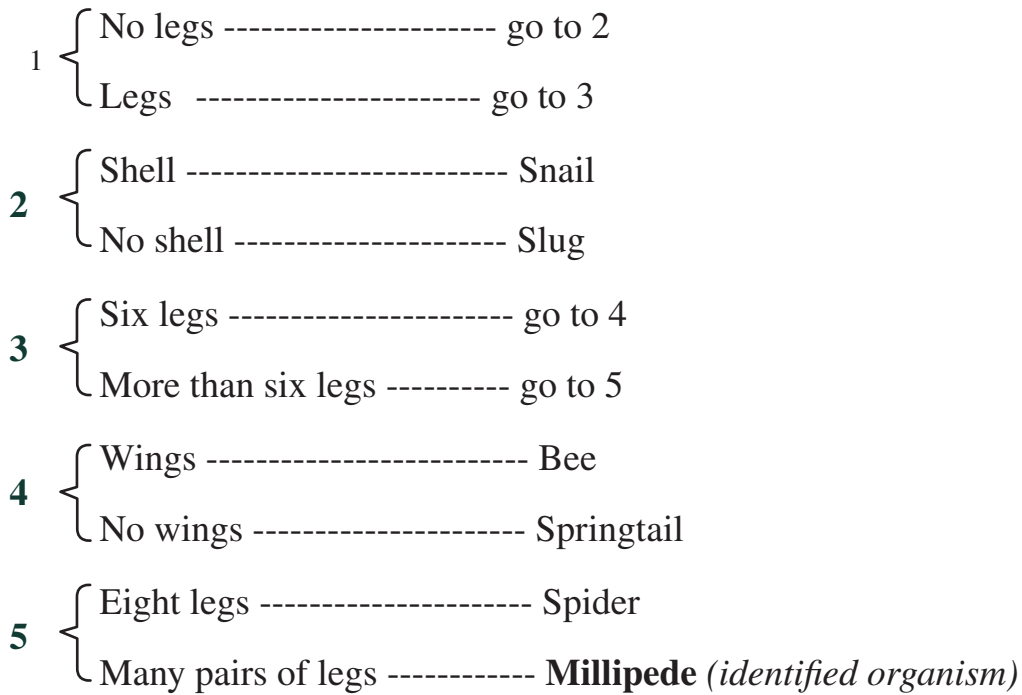 1
No legs ---------------------- go to 2
Legs ----------------------- go to 3
2
Shell -------------------------- Snail
No shell ---------------------- Slug
3
Six legs ----------------------- go to 4
More than six legs ---------- go to 5
4
Wings -------------------------- Bee
No wings ---------------------- Springtail
5
Eight legs ---------------------- Spider
Many pairs of legs ------------ Millipede (identified organism)